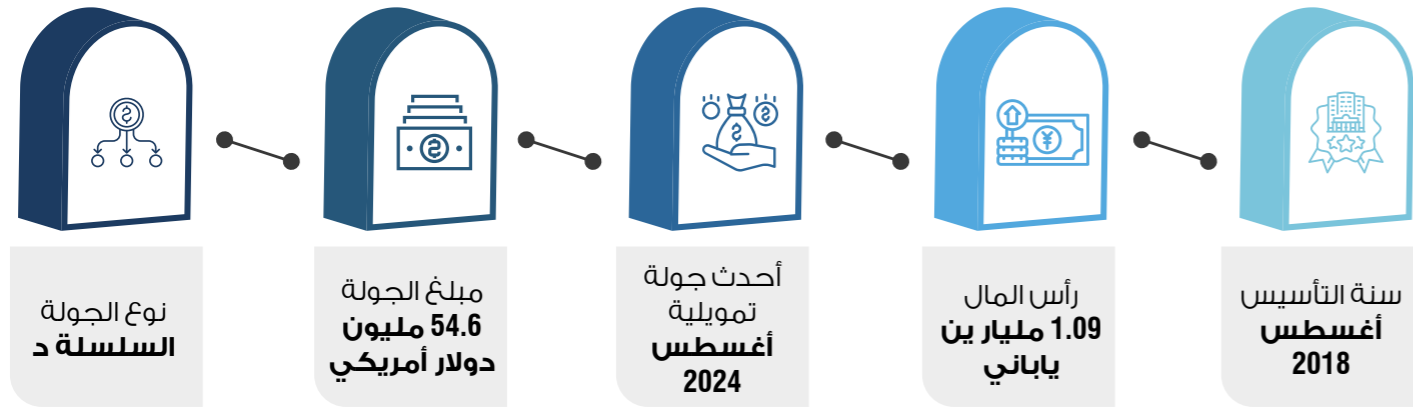 سنة التأسيس
أغسطس
2018
رأس المال
1.09 مليار ين
ياباني
أحدث جولة
تمويلية
أغسطس
2024
مبلغ الجولة
54.6 مليون
دولار أمريكي
نوع الجولة
السلسلة د